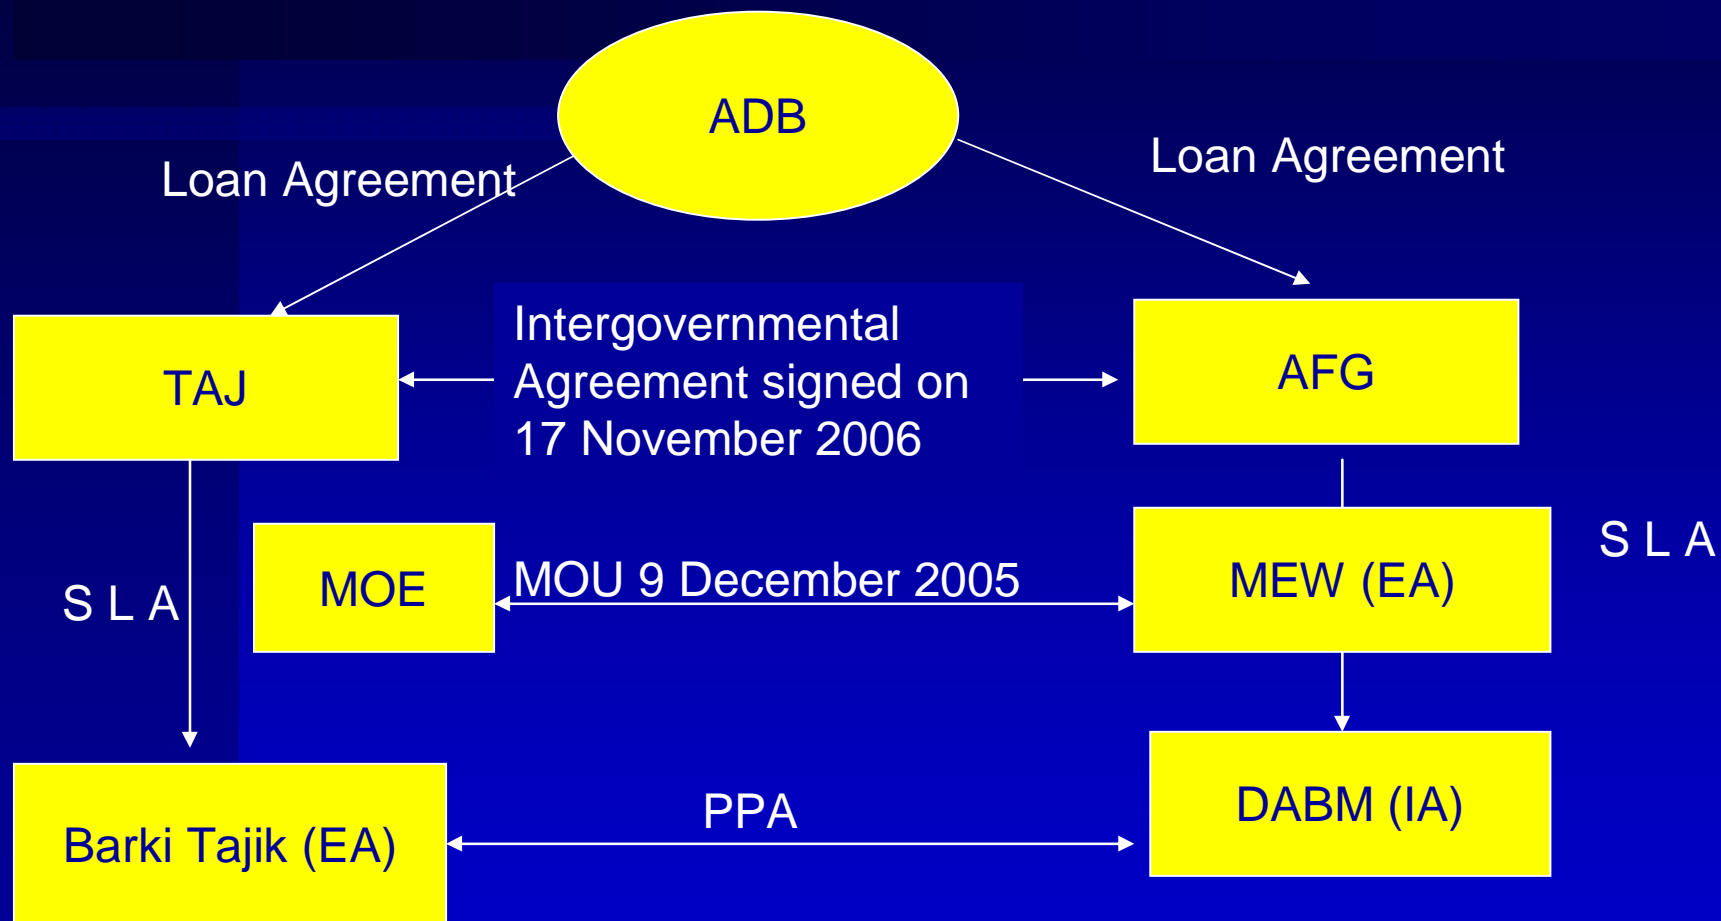 ADB
Loan Agreement
Loan Agreement
Intergovernmental
Agreement signed on
17 November 2006
TAJ
AFG
S L A
MOE
MOU 9 December 2005
MEW (EA)
S L A
Barki Tajik (EA)
PPA
DABM (IA)